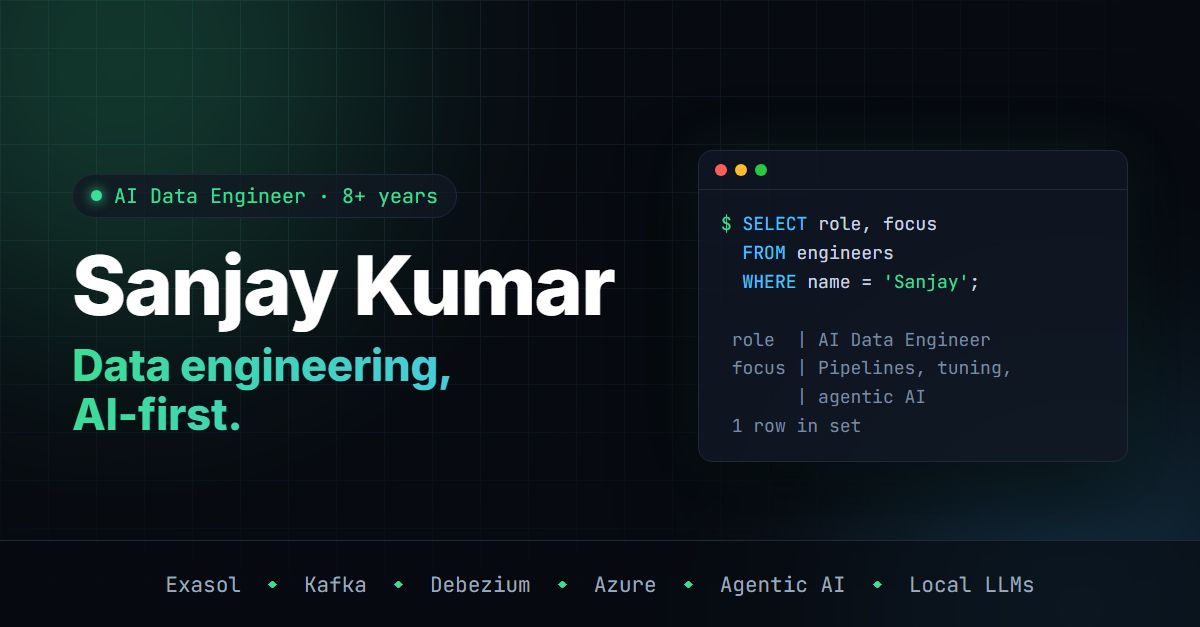 AI Data Engineer · 8+ years
Sanjay Kumar
Data engineering,
AI-first.
$ SELECT role, focus
FROM engineers
WHERE name = 'Sanjay';
role | AI Data Engineer
focus | Pipelines, tuning,
| agentic AI
1 row in set
Exasol ◆ Kafka ◆ Debezium ◆ Azure ◆ Agentic AI ◆ Local LLMs